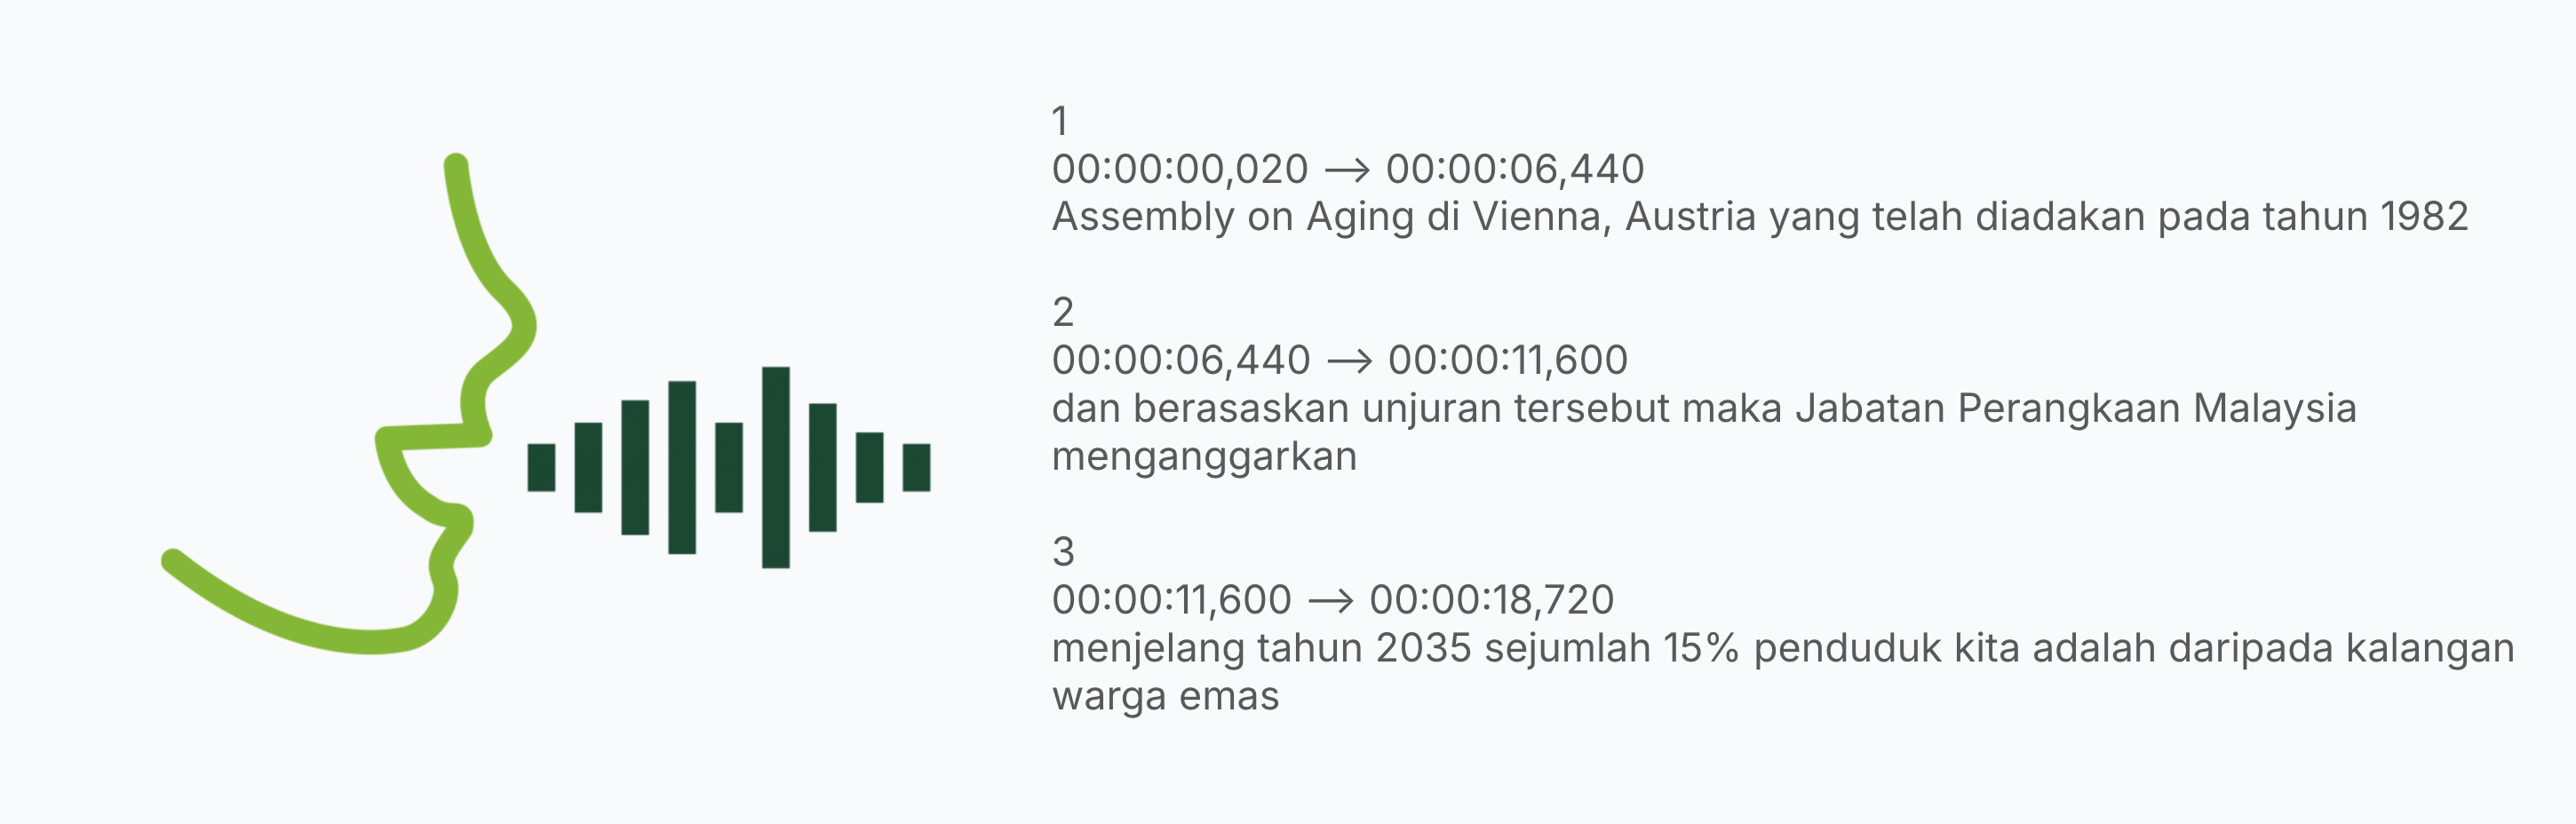 1
00:00:00,020 --> 00:00:06,440
Assembly on Aging di Vienna, Austria yang telah diadakan pada tahun 1982
2
00:00:06,440 --> 00:00:11,600
dan berasaskan unjuran tersebut maka Jabatan Perangkaan Malaysia
menganggarkan
3
00:00:11,600 --> 00:00:18,720
menjelang tahun 2035 sejumlah 15% penduduk kita adalah daripada kalangan
warga emas